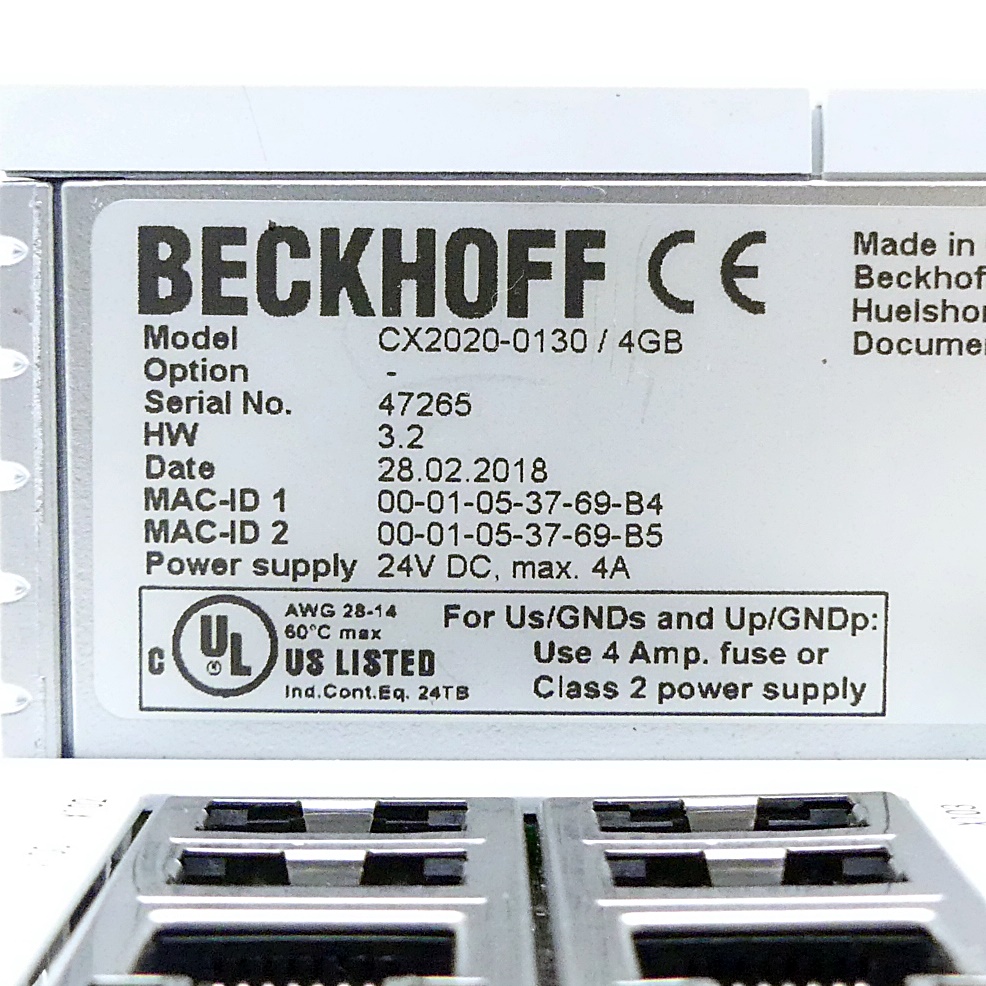 BECKHOFF CE
Made in
Beckhoff
Model CX2020-0130 / 4GB
Option -
Documen
Serial No. 47265
HW 3.2
Date 28.02.2018
MAC-ID 1 00-01-05-37-69-B4
MAC-ID 2 00-01-05-37-69-B5
Power supply 24V DC, max. 4A
C UL US LISTED
AWG 28-14
60°C max
Ind.Cont.Eq. 24TB
For Us/GNDs and Up/GNDp:
Use 4 Amp. fuse or
Class 2 power supply